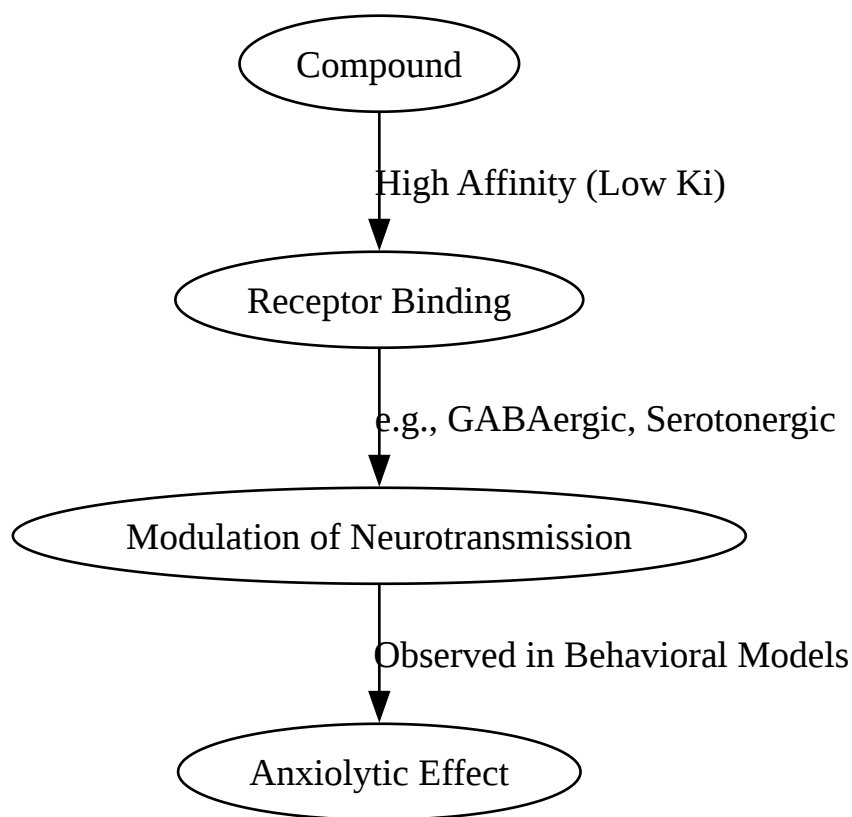 Compound
High Affinity (Low Ki)
Receptor Binding
e.g., GABAergic, Serotonergic
Modulation of Neurotransmission
Observed in Behavioral Models
Anxiolytic Effect